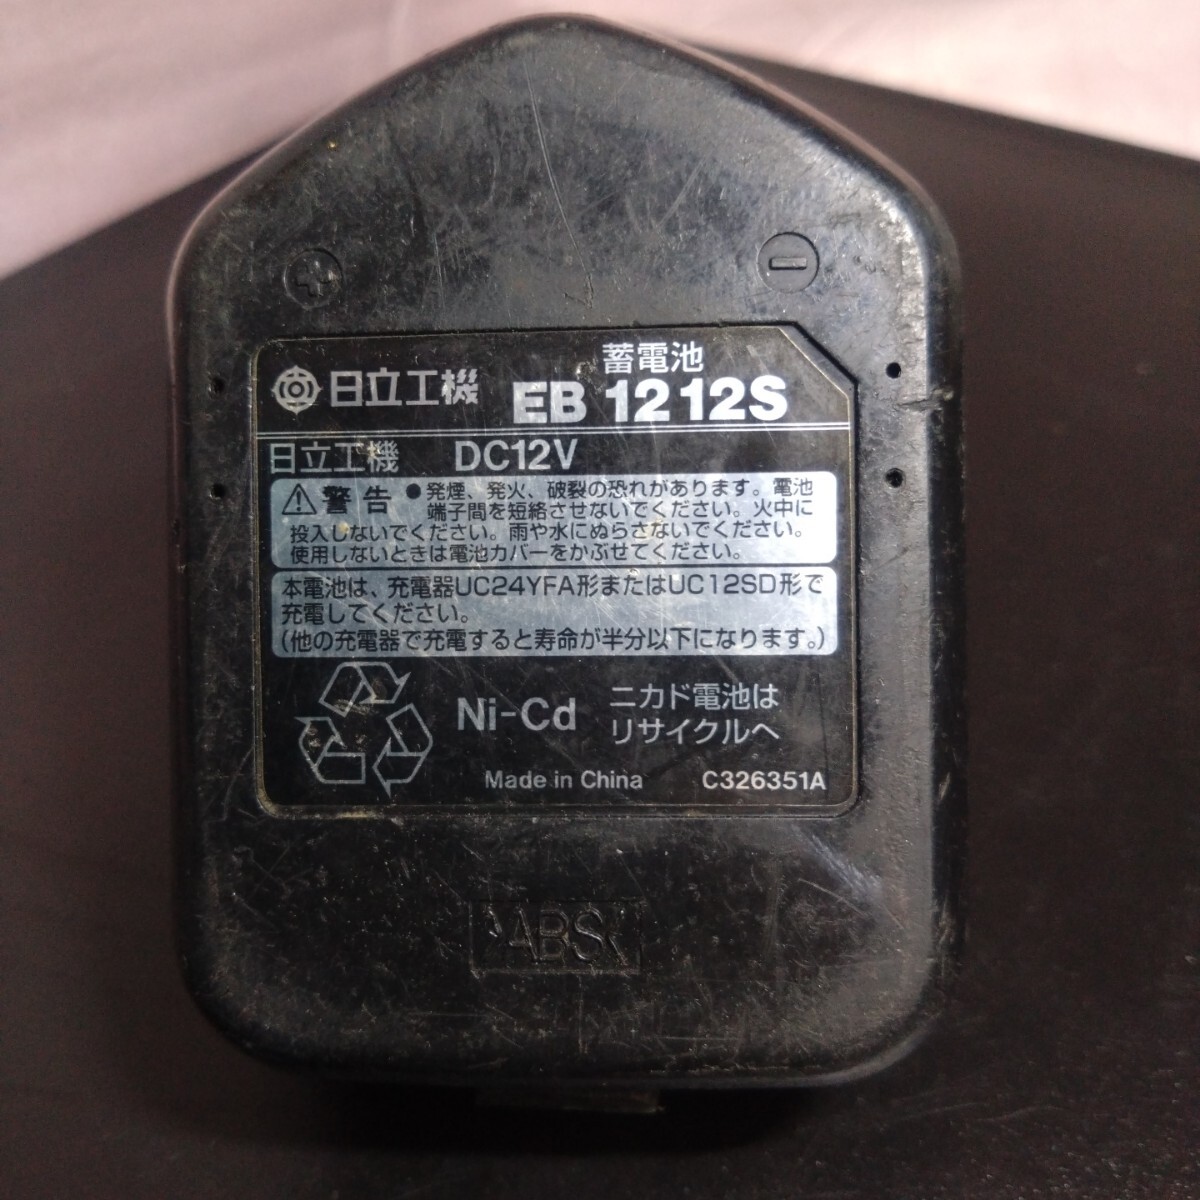 蓄電池
日立工機 EB 1212S
日立工機 DC12V
⚠警告 ●発煙、発火、破裂の恐れがあります。電池
端子間を短絡させないでください。火中に
投入しないでください。雨や水にぬらさないでください。
使用しないときは電池カバーをかぶせてください。
本電池は、充電器UC24YFA形またはUC12SD形で
充電してください。
(他の充電器で充電すると寿命が半分以下になります。)
Ni-Cd ニカド電池は
リサイクルへ
Made in China C326351A
>ABS<